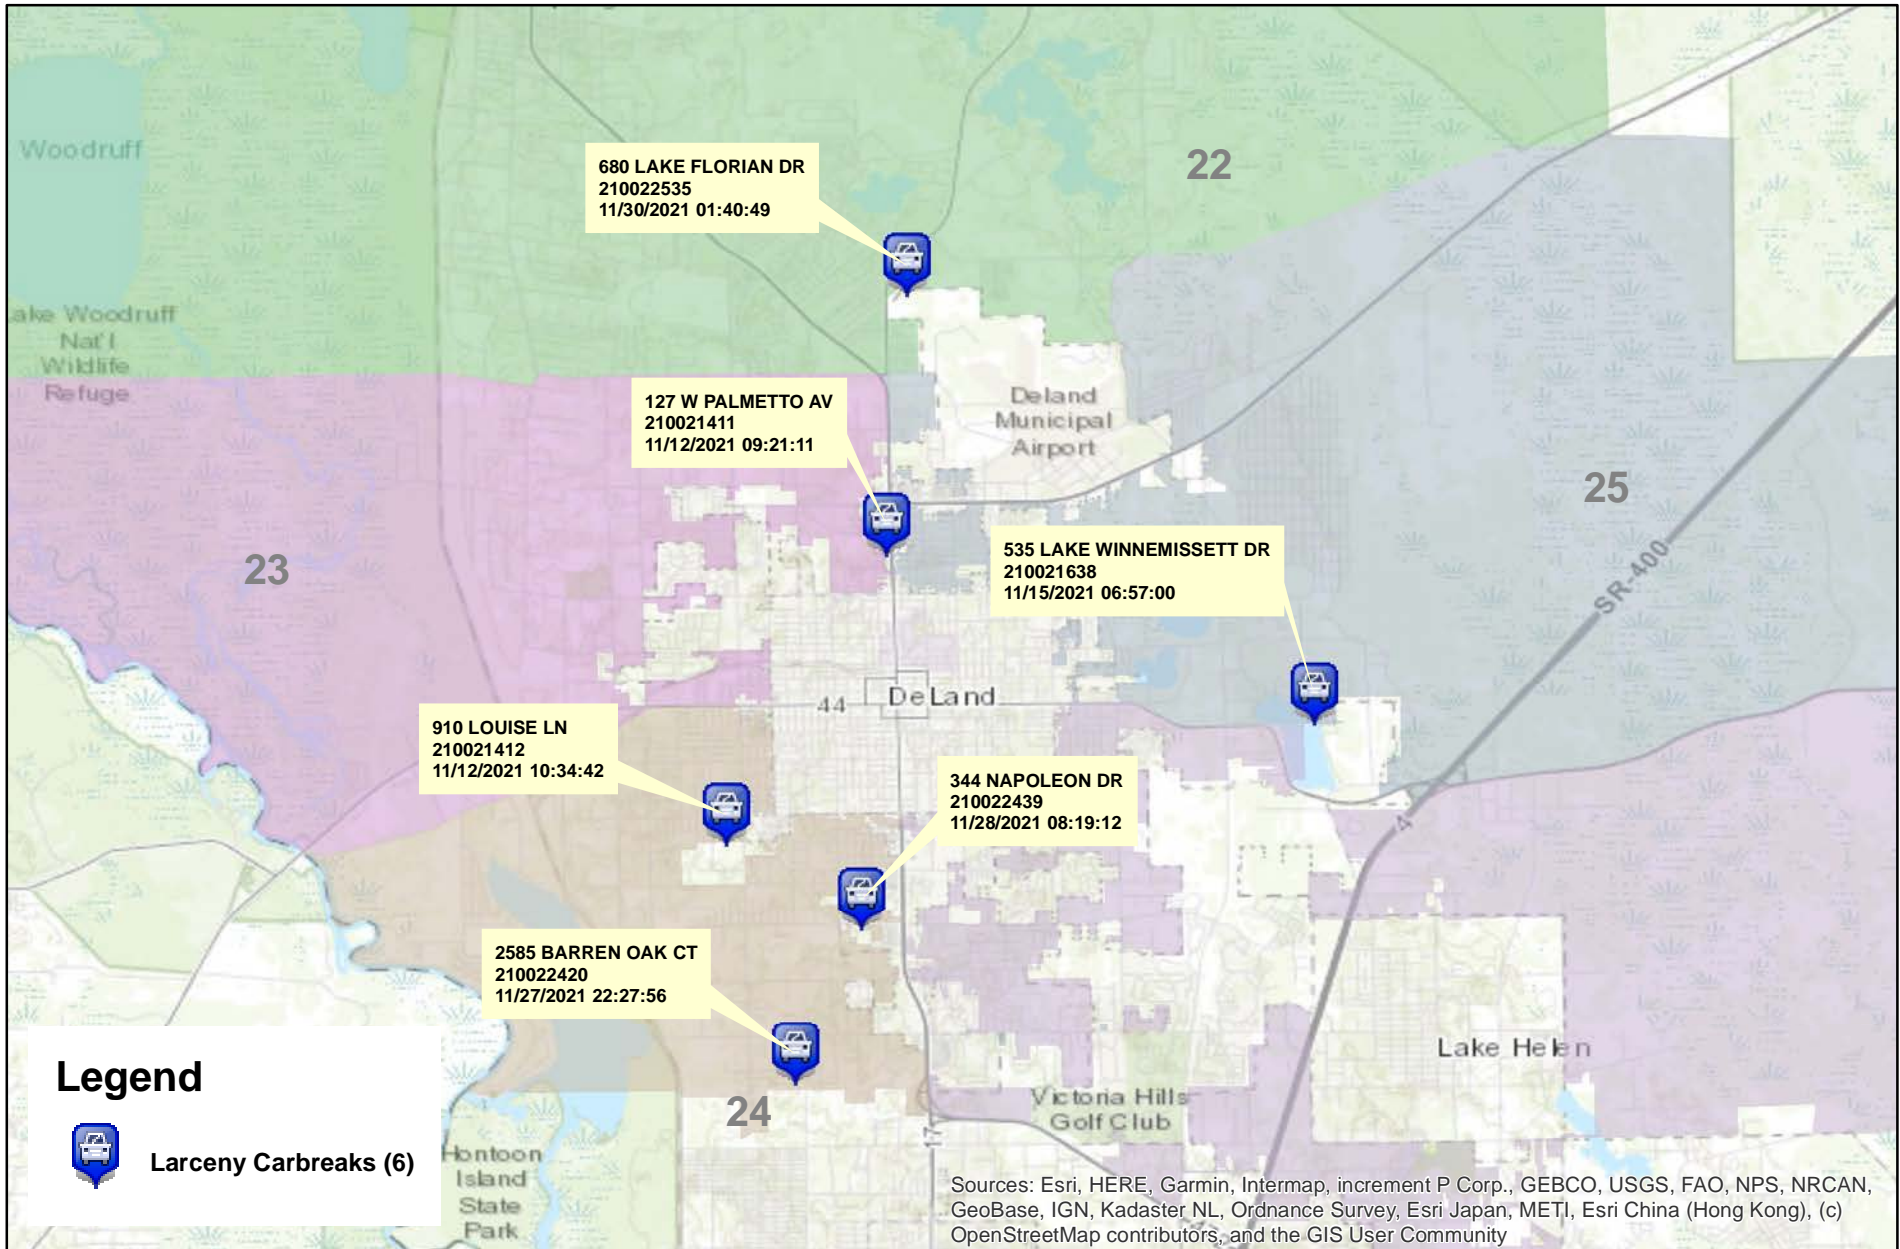 Woodruff
22
680 LAKE FLORIAN DR
210022535
11/30/2021 01:40:49
ake Woodruff
Nat'l
Wildlife
Refuge
127 W PALMETTO AV
210021411
11/12/2021 09:21:11
Deland
Municipal
Airport
25
23
535 LAKE WINNEMISSETT DR
210021638
11/15/2021 06:57:00
SR-400
44
DeLand
910 LOUISE LN
210021412
11/12/2021 10:34:42
344 NAPOLEON DR
210022439
11/28/2021 08:19:12
4
2585 BARREN OAK CT
210022420
11/27/2021 22:27:56
Lake Helen
24
Victoria Hills
Golf Club
17
Legend
Larceny Carbreaks (6)
Hontoon
Island
State
Park
Sources: Esri, HERE, Garmin, Intermap, increment P Corp., GEBCO, USGS, FAO, NPS, NRCAN,
GeoBase, IGN, Kadaster NL, Ordnance Survey, Esri Japan, METI, Esri China (Hong Kong), (c)
OpenStreetMap contributors, and the GIS User Community